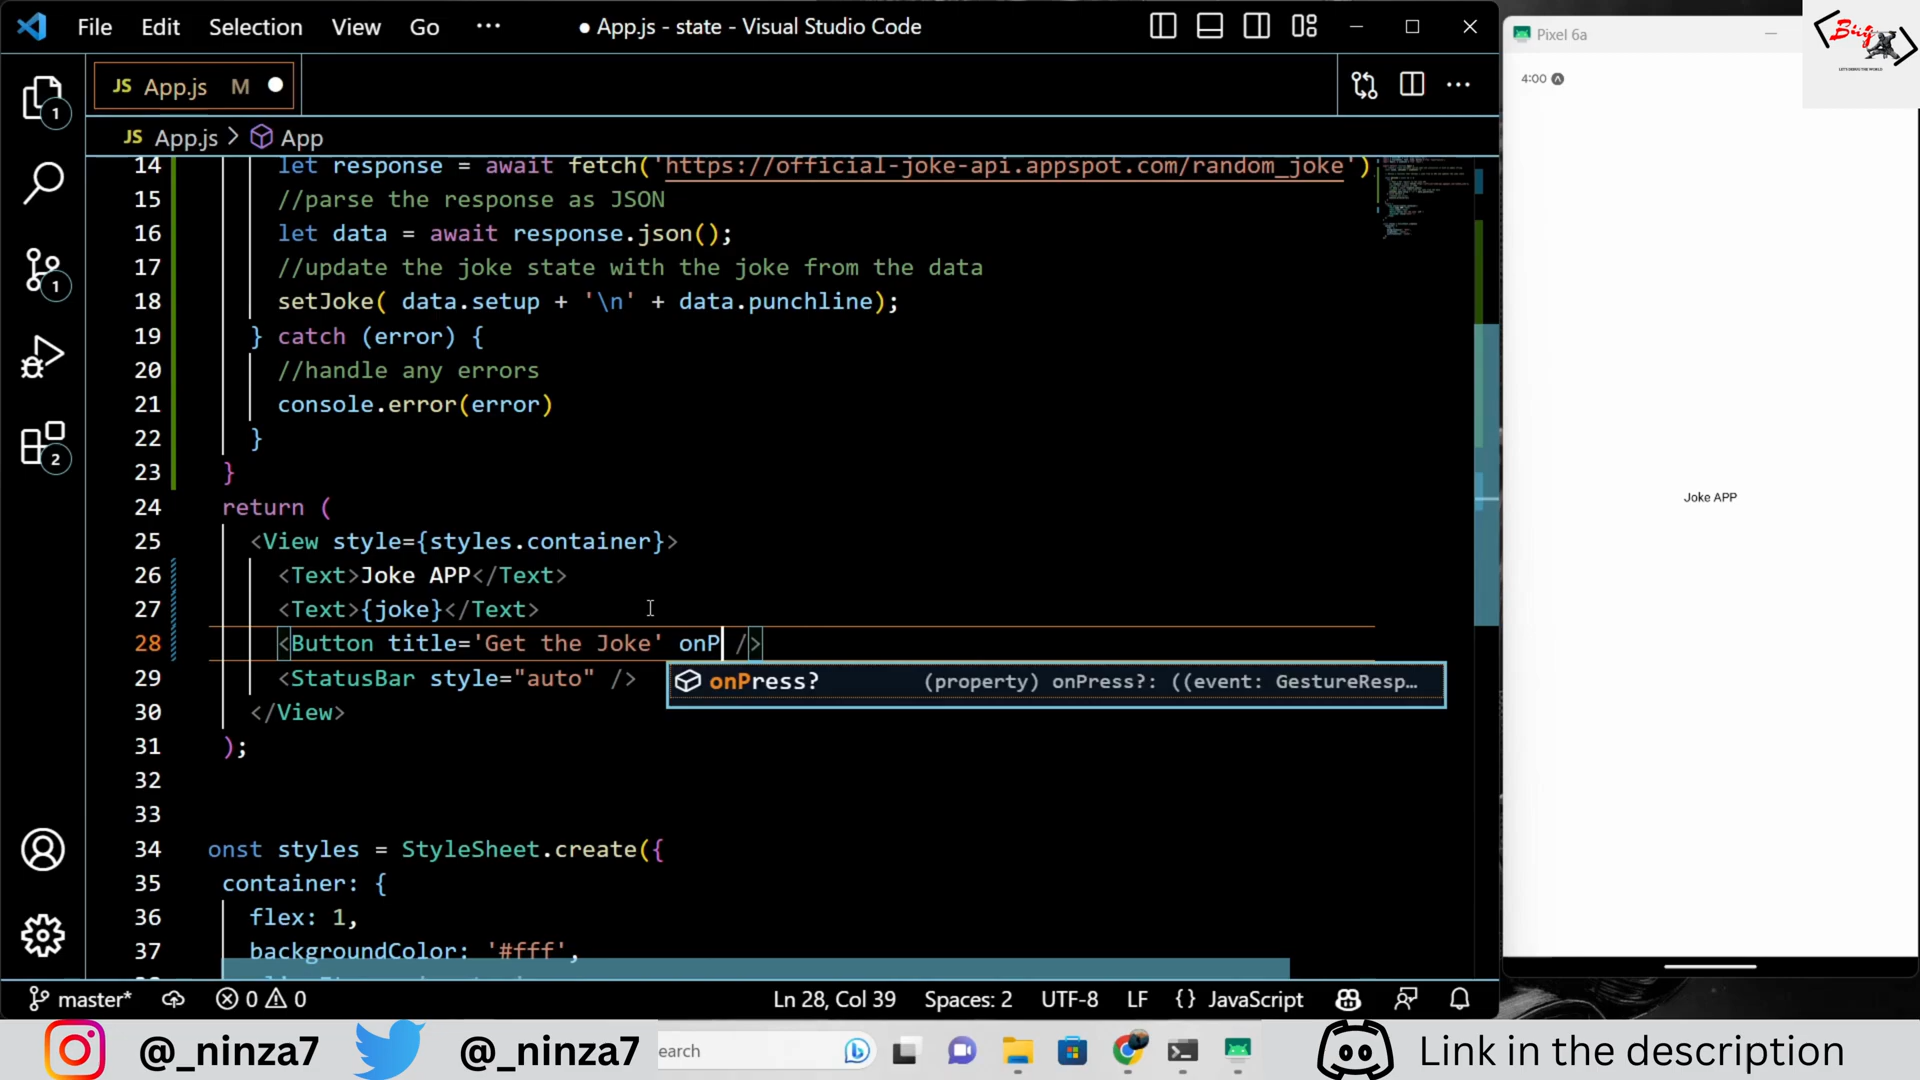 File Edit Selection View Go ··· ● App.js - state - Visual Studio Code
JS App.js M ●
JS App.js > App
14 let response = await fetch('https://official-joke-api.appspot.com/random_joke')
15 //parse the response as JSON
16 let data = await response.json();
17 //update the joke state with the joke from the data
18 setJoke( data.setup + '\n' + data.punchline);
19 } catch (error) {
20 //handle any errors
21 console.error(error)
22 }
23 }
24 return (
25 <View style={styles.container}>
26 <Text>Joke APP</Text>
27 <Text>{joke}</Text>
28 <Button title='Get the Joke' onP />
onPress? (property) onPress?: ((event: GestureResp…
29 <StatusBar style="auto" />
30 </View>
31 );
32
33
34 onst styles = StyleSheet.create({
35 container: {
36 flex: 1,
37 backgroundColor: '#fff',
1
1
2
master* 0 0 Ln 28, Col 39 Spaces: 2 UTF-8 LF {} JavaScript
Pixel 6a
Bug
4:00
Joke APP
@_ninza7 @_ninza7 earch Link in the description